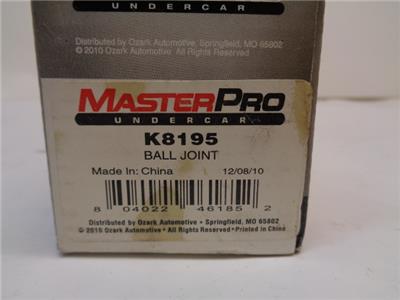 UNDERCAR
Distributed by Ozark Automotive, Springfield, MO 65802
© 2010 Ozark Automotive, All Rights Reserved
MASTERPRO
UNDERCAR
K8195
BALL JOINT
Made In: China 12/08/10
8 04022 46185 2
Distributed by Ozark Automotive • Springfield, MO 65802
© 2010 Ozark Automotive • All Rights Reserved • Printed in China